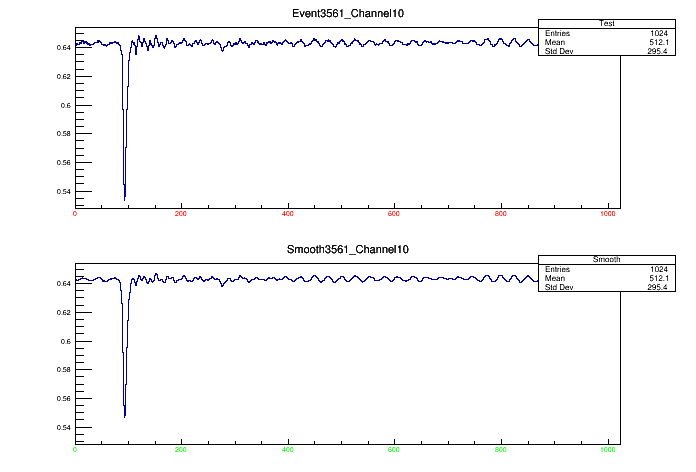 Event3561_Channel10
Test
Entries 1024
Mean 512.1
Std Dev 295.4
0.64
0.62
0.6
0.58
0.56
0.54
0 200 400 600 800 1000
Smooth3561_Channel10
Smooth
Entries 1024
Mean 512.1
Std Dev 295.4
0.64
0.62
0.6
0.58
0.56
0.54
0 200 400 600 800 1000